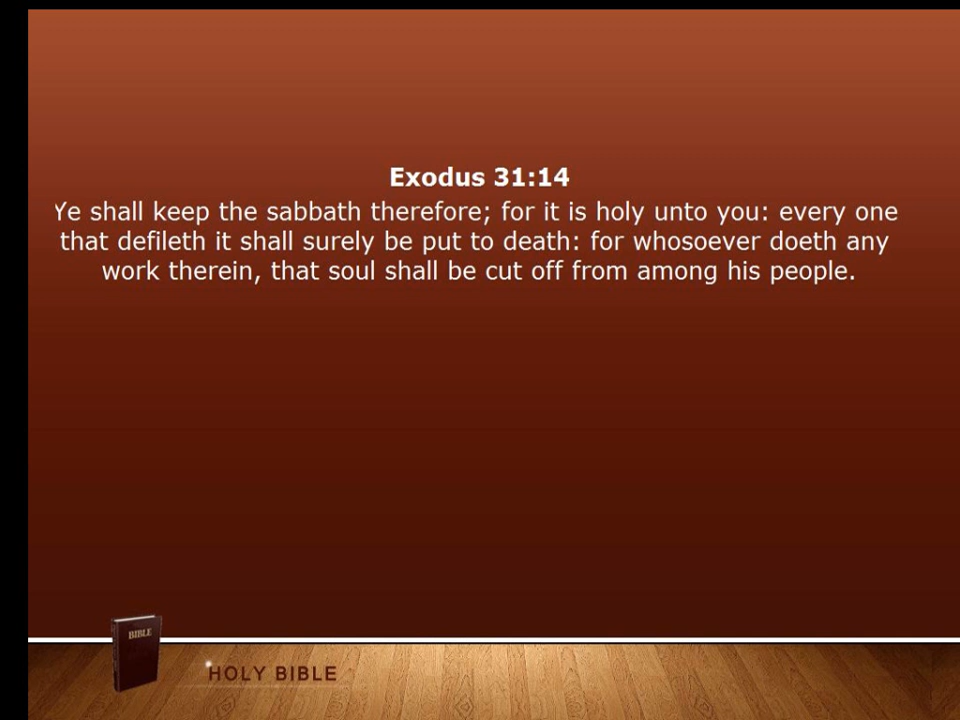 Exodus 31:14
Ye shall keep the sabbath therefore; for it is holy unto you: every one
that defileth it shall surely be put to death: for whosoever doeth any
work therein, that soul shall be cut off from among his people.
BIBLE
HOLY BIBLE